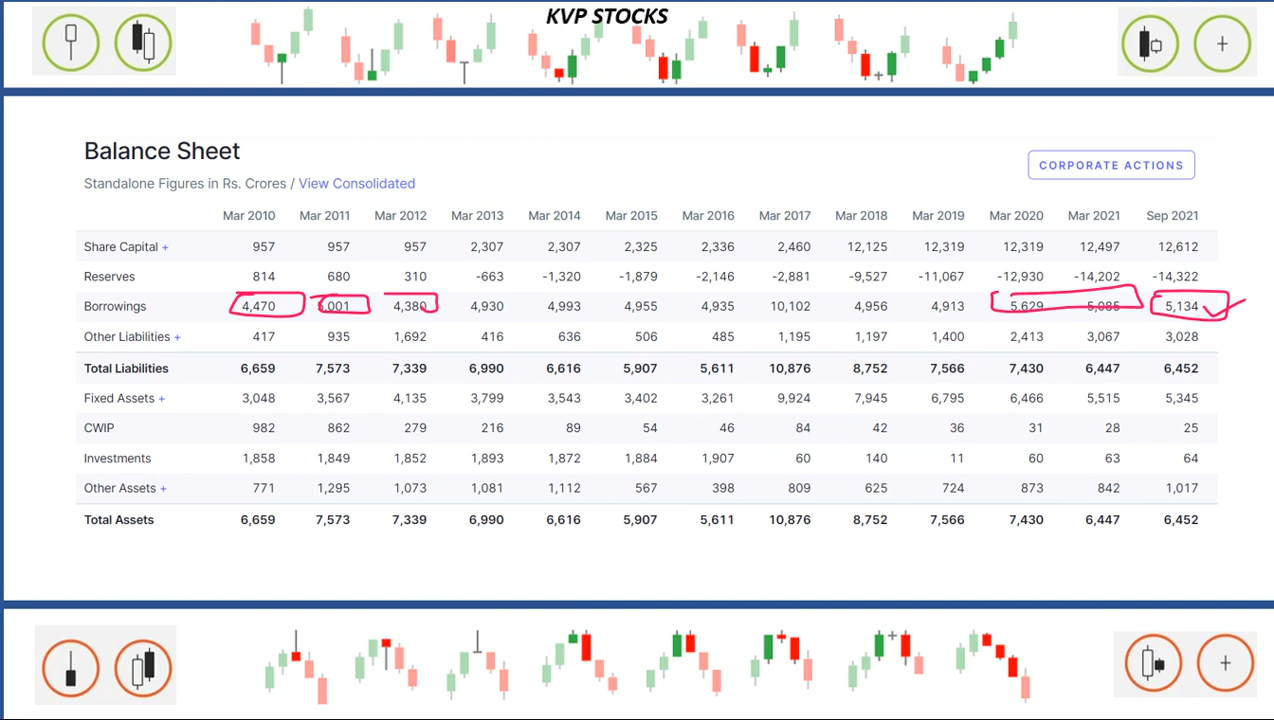 KVP STOCKS
Balance Sheet
CORPORATE ACTIONS
Standalone Figures in Rs. Crores / View Consolidated
Mar 2010 Mar 2011 Mar 2012 Mar 2013 Mar 2014 Mar 2015 Mar 2016 Mar 2017 Mar 2018 Mar 2019 Mar 2020 Mar 2021 Sep 2021
Share Capital + 957 957 957 2,307 2,307 2,325 2,336 2,460 12,125 12,319 12,319 12,497 12,612
Reserves 814 680 310 -663 -1,320 -1,879 -2,146 -2,881 -9,527 -11,067 -12,930 -14,202 -14,322
Borrowings 4,470 4,380 4,930 4,993 4,955 4,935 10,102 4,956 4,913 5,629 5,085 5,134
Other Liabilities + 417 935 1,692 416 636 506 485 1,195 1,197 1,400 2,413 3,067 3,028
Total Liabilities 6,659 7,573 7,339 6,990 6,616 5,907 5,611 10,876 8,752 7,566 7,430 6,447 6,452
Fixed Assets + 3,048 3,567 4,135 3,799 3,543 3,402 3,261 9,924 7,945 6,795 6,466 5,515 5,345
CWIP 982 862 279 216 89 54 46 84 42 36 31 28 25
Investments 1,858 1,849 1,852 1,893 1,872 1,884 1,907 60 140 11 60 63 64
Other Assets + 771 1,295 1,073 1,081 1,112 567 398 809 625 724 873 842 1,017
Total Assets 6,659 7,573 7,339 6,990 6,616 5,907 5,611 10,876 8,752 7,566 7,430 6,447 6,452